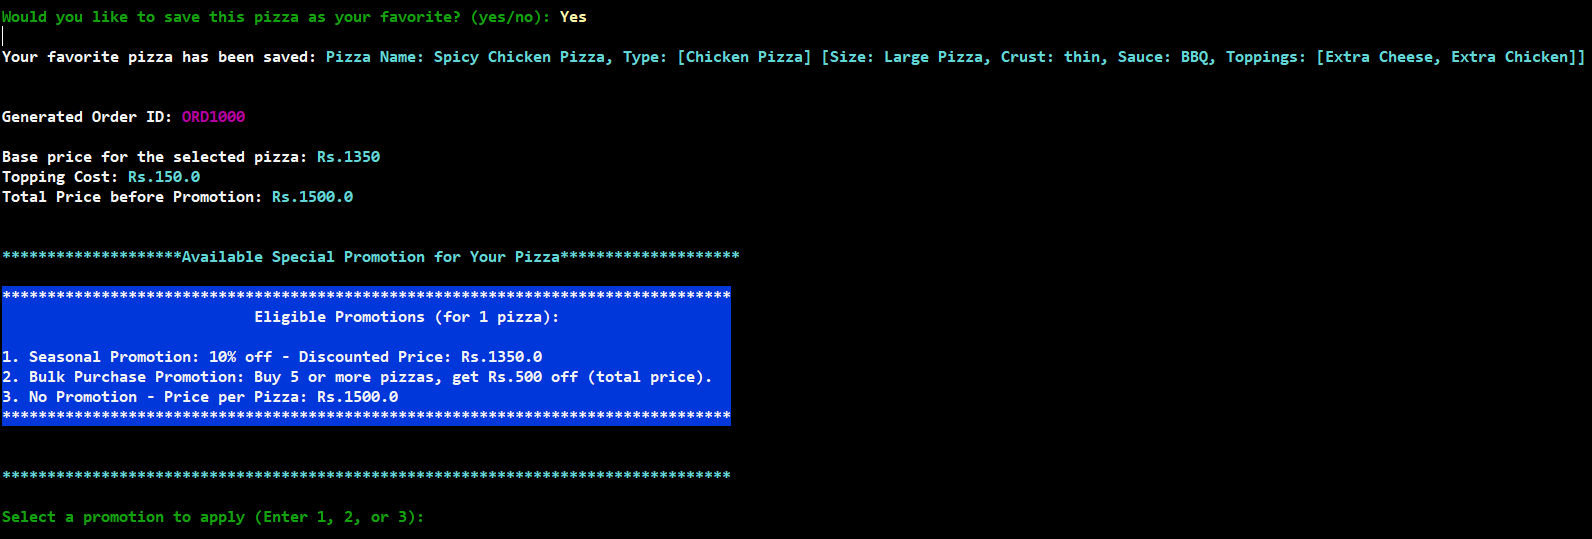 Would you like to save this pizza as your favorite? (yes/no): Yes
Your favorite pizza has been saved: Pizza Name: Spicy Chicken Pizza, Type: [Chicken Pizza] [Size: Large Pizza, Crust: thin, Sauce: BBQ, Toppings: [Extra Cheese, Extra Chicken]]
Generated Order ID: ORD1000
Base price for the selected pizza: Rs.1350
Topping Cost: Rs.150.0
Total Price before Promotion: Rs.1500.0
********************Available Special Promotion for Your Pizza********************
*********************************************************************************
Eligible Promotions (for 1 pizza):
1. Seasonal Promotion: 10% off - Discounted Price: Rs.1350.0
2. Bulk Purchase Promotion: Buy 5 or more pizzas, get Rs.500 off (total price).
3. No Promotion - Price per Pizza: Rs.1500.0
*********************************************************************************
*********************************************************************************
Select a promotion to apply (Enter 1, 2, or 3):